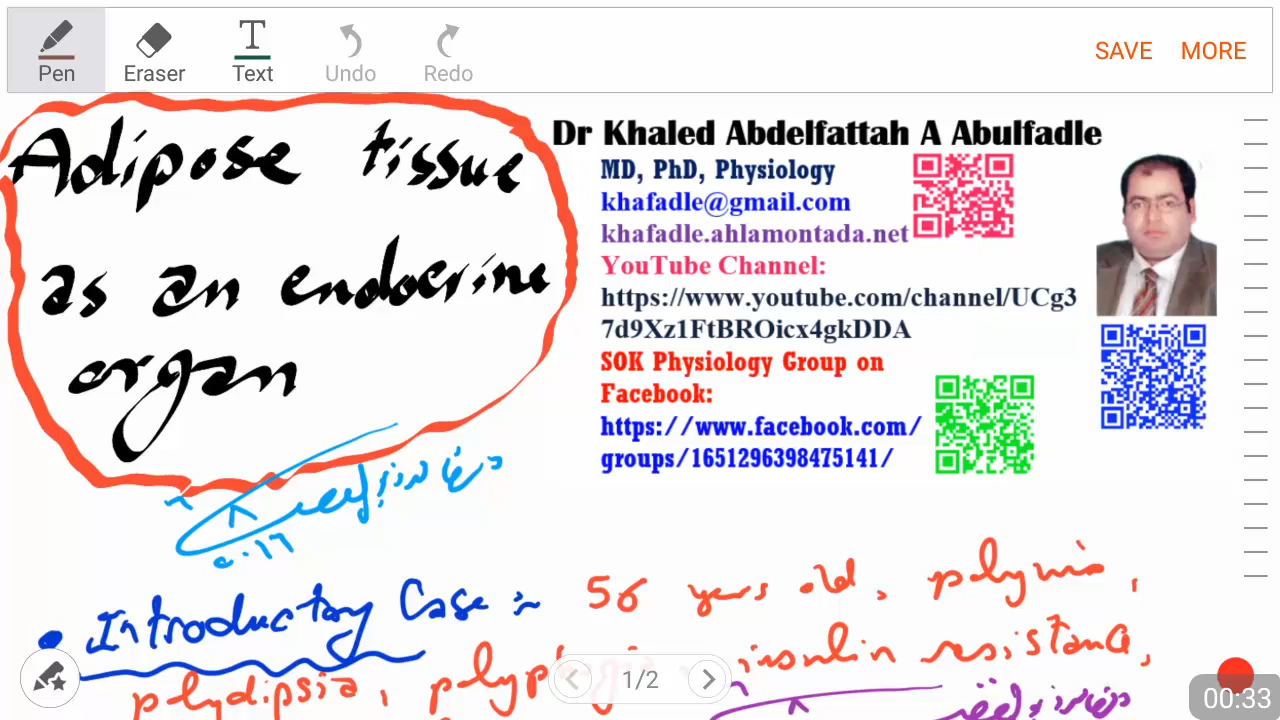 Pen
Eraser
Text
Undo
Redo
SAVE
MORE
Adipose tissue
as an endocrine
organ
Dr Khaled Abdelfattah A Abulfadle
MD, PhD, Physiology
khafadle@gmail.com
khafadle.ahlamontada.net
YouTube Channel:
https://www.youtube.com/channel/UCg3
7d9Xz1FtBROicx4gkDDA
SOK Physiology Group on
Facebook:
https://www.facebook.com/
groups/1651296398475141/
• Introductory Case :- 56 years old, polyuria,
polydipsia, insulin resistance,
1/2
00:33